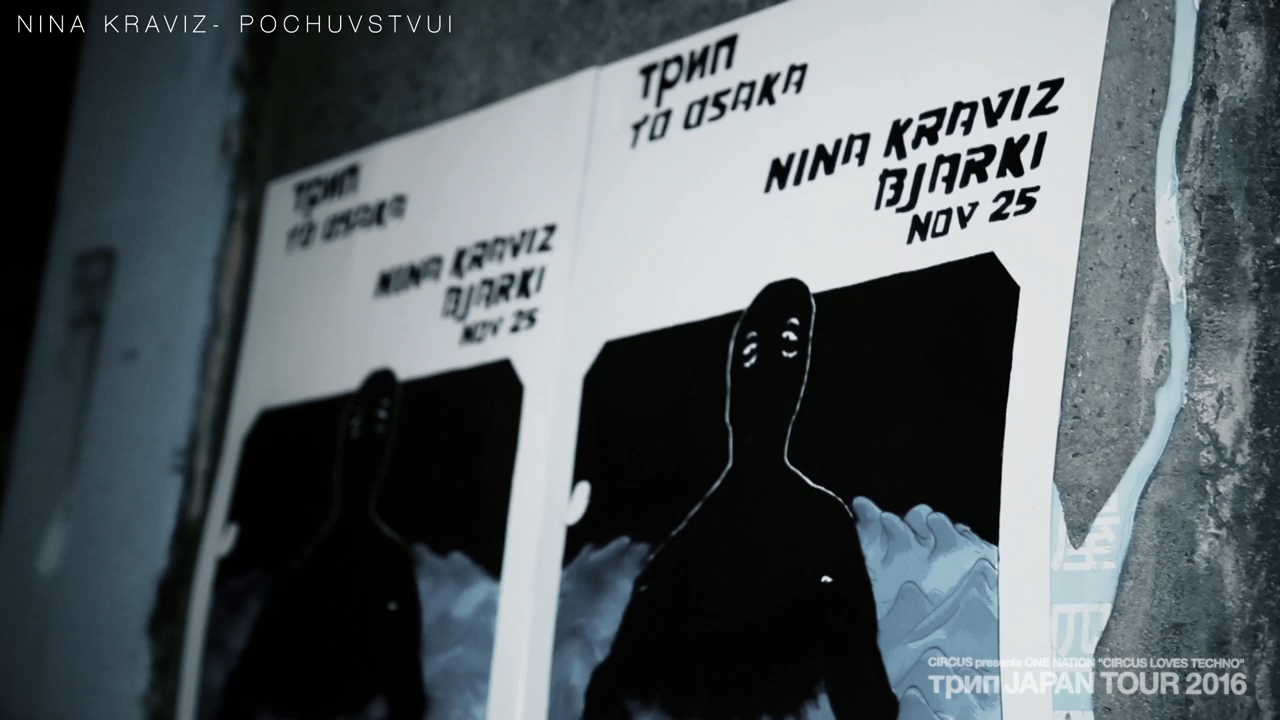 NINA KRAVIZ- POCHUVSTVUI
трип
TO OSAKA
NINA KRAVIZ
BJARKI
NOV 25
трип
TO OSAKA
NINA KRAVIZ
BJARKI
NOV 25
CIRCUS presents ONE NATION "CIRCUS LOVES TECHNO"
трип JAPAN TOUR 2016